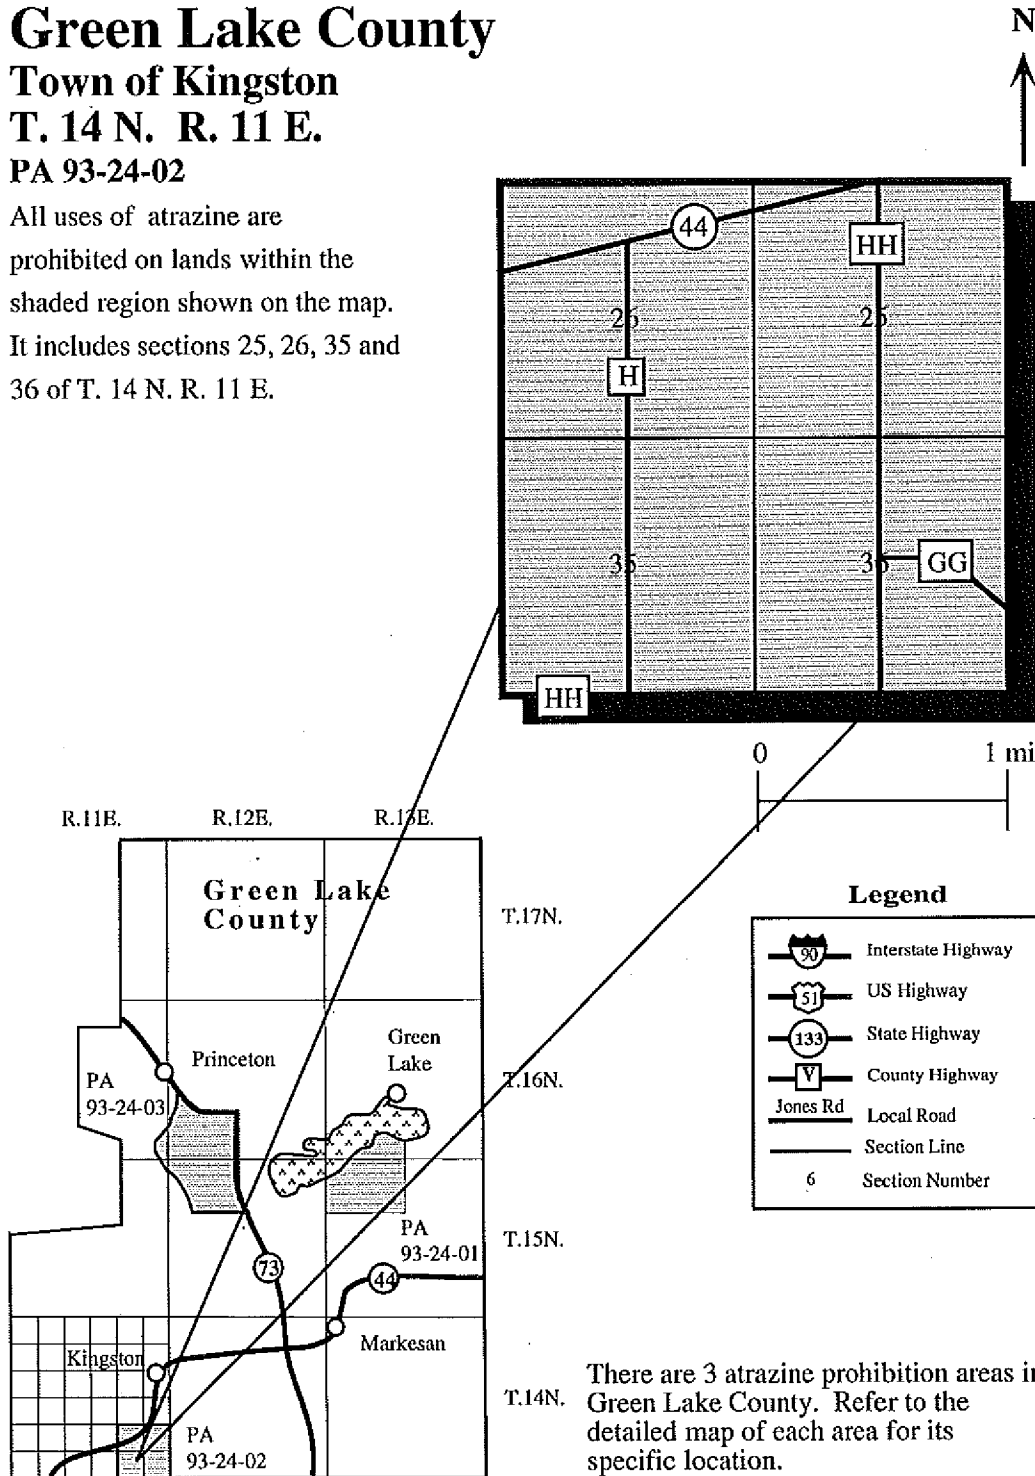 Green Lake County
Town of Kingston
T. 14 N. R. 11 E.
PA 93-24-02
All uses of atrazine are
prohibited on lands within the
shaded region shown on the map.
It includes sections 25, 26, 35 and
36 of T. 14 N. R. 11 E.
N
44
HH
26
25
H
35
36
GG
HH
0
1 mi
R.11E.
R.12E.
R.13E.
Green Lake
County
T.17N.
Princeton
Green
Lake
PA
93-24-03
T.16N.
PA
93-24-01
T.15N.
73
44
Kingston
Markesan
T.14N.
PA
93-24-02
Legend
90 Interstate Highway
51 US Highway
133 State Highway
V County Highway
Jones Rd Local Road
Section Line
6 Section Number
There are 3 atrazine prohibition areas in
Green Lake County. Refer to the
detailed map of each area for its
specific location.